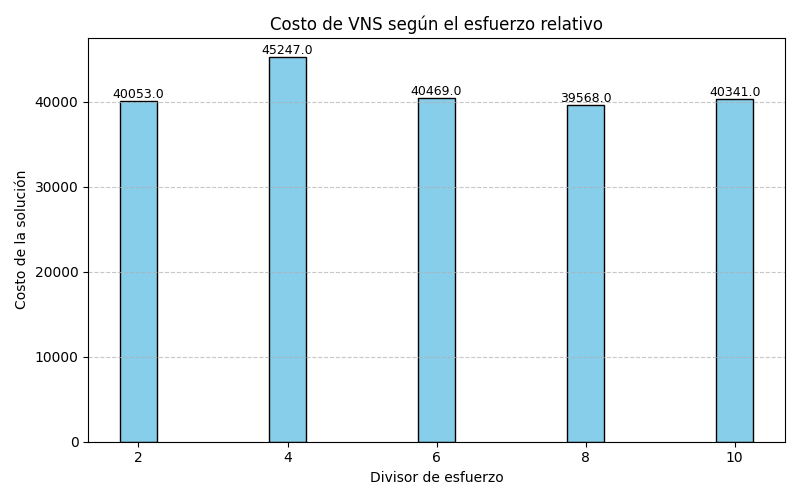 Costo de VNS según el esfuerzo relativo
45247.0
40053.0
40469.0
39568.0
40341.0
40000
30000
20000
10000
0
Costo de la solución
2 4 6 8 10
Divisor de esfuerzo